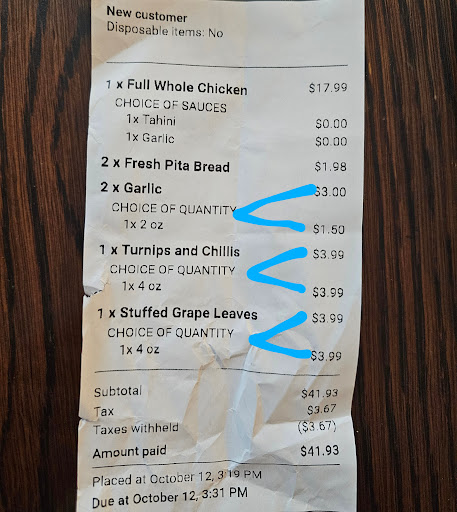 New customer
Disposable items: No
1 x Full Whole Chicken $17.99
CHOICE OF SAUCES
1x Tahini $0.00
1x Garlic $0.00
2 x Fresh Pita Bread $1.98
2 x Garlic $3.00
CHOICE OF QUANTITY
1x 2 oz $1.50
1 x Turnips and Chillis $3.99
CHOICE OF QUANTITY
1x 4 oz $3.99
1 x Stuffed Grape Leaves $3.99
CHOICE OF QUANTITY
1x 4 oz $3.99
Subtotal $41.93
Tax $3.67
Taxes withheld ($3.67)
Amount paid $41.93
Placed at October 12, 3:19 PM
Due at October 12, 3:31 PM